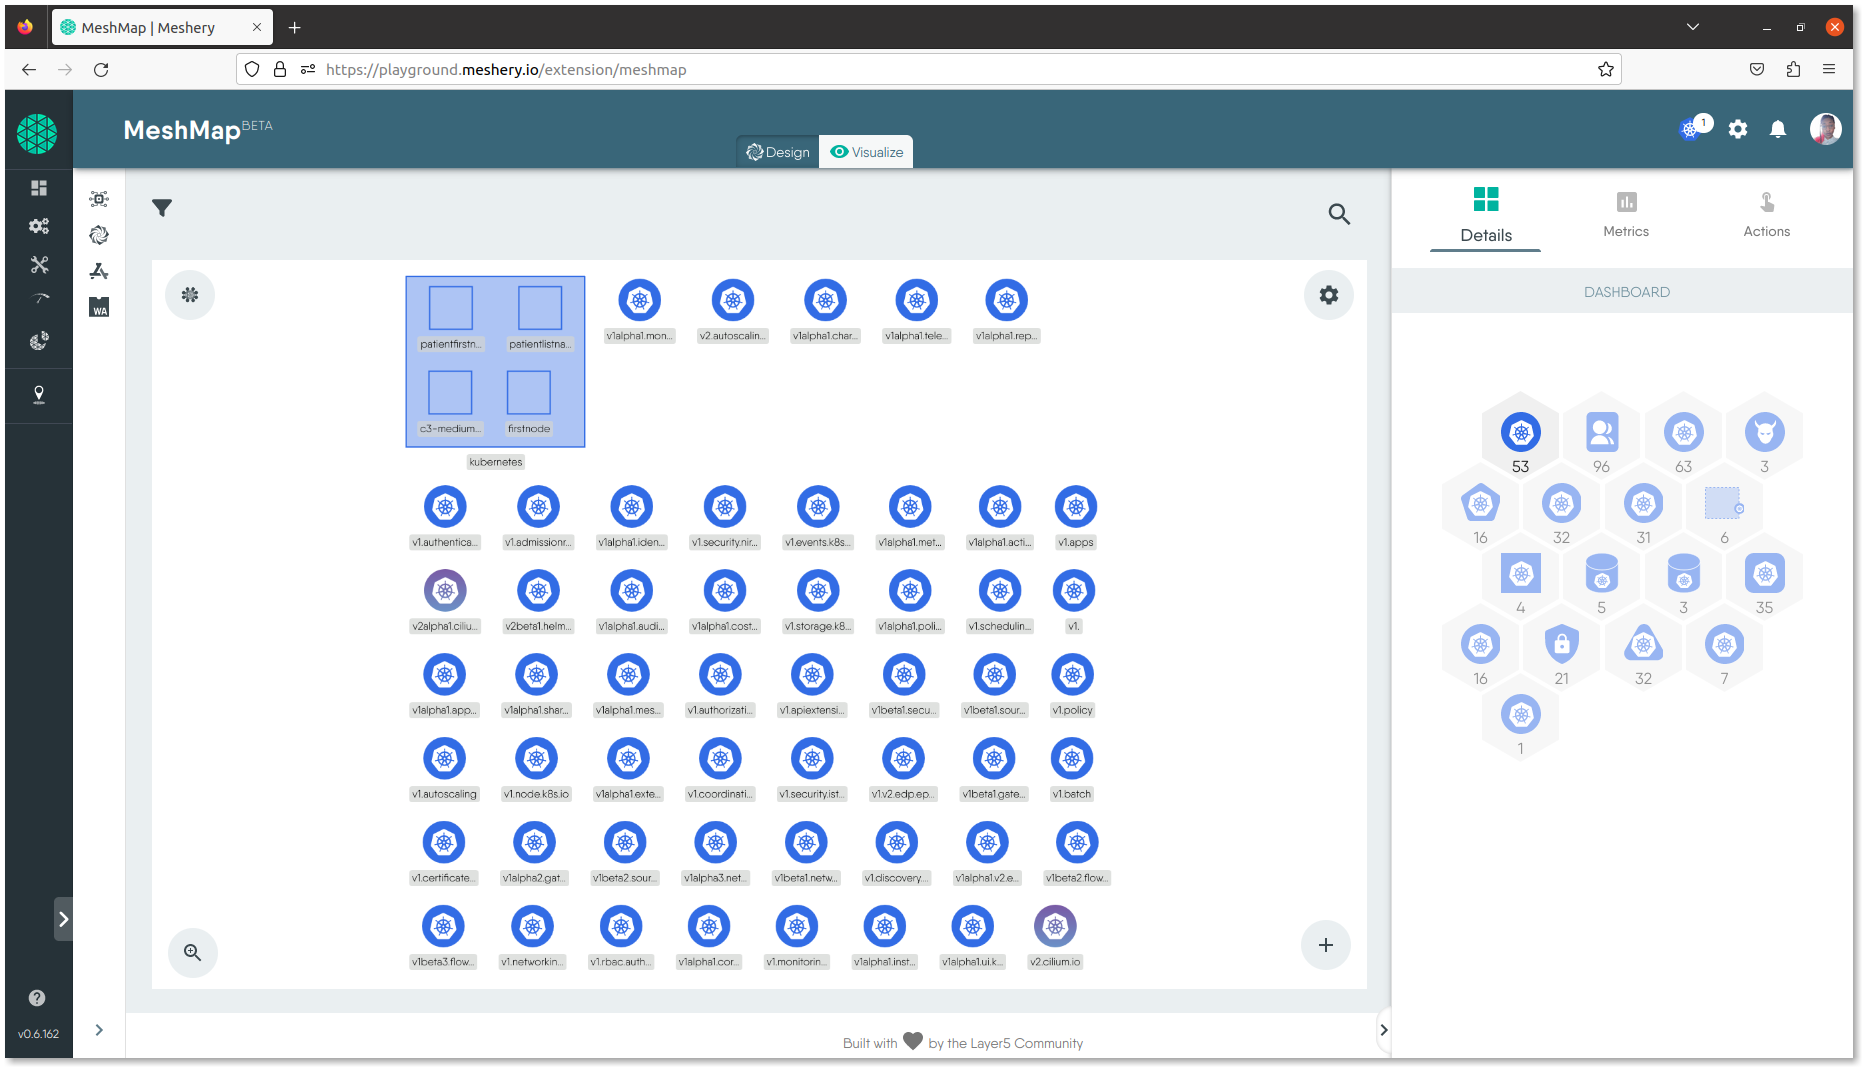 MeshMap | Meshery
https://playground.meshery.io/extension/meshmap
MeshMap BETA
Design Visualize
1
Details Metrics Actions
DASHBOARD
patientfirstn... patientlistna...
c3-medium... firstnode
kubernetes
v1alpha1.mon... v2.autoscalin... v1alpha1.char... v1alpha1.tele... v1alpha1.rep...
v1.authentica... v1.admissionr... v1alpha1.iden... v1.security.nir... v1.events.k8s... v1alpha1.met... v1alpha1.acti... v1.apps
v2alpha1.ciliu... v2beta1.helm... v1alpha1.audi... v1alpha1.cost... v1.storage.k8... v1alpha1.poli... v1.schedulin... v1.
v1alpha1.app... v1alpha1.shar... v1alpha1.mes... v1.authorizati... v1.apiextensi... v1beta1.secu... v1beta1.sour... v1.policy
v1.autoscaling v1.node.k8s.io v1alpha1.exte... v1.coordinati... v1.security.ist... v1.v2.edp.ep... v1beta1.gate... v1.batch
v1.certificate... v1alpha2.gat... v1beta2.sour... v1alpha3.net... v1beta1.netw... v1.discovery.... v1alpha1.v2.e... v1beta2.flow...
v1beta3.flow... v1.networkin... v1.rbac.auth... v1alpha1.cor... v1.monitorin... v1alpha1.inst... v1alpha1.ui.k... v2.cilium.io
53 96 63 3
16 32 31 6
4 5 3 35
16 21 32 7
1
WA
v0.6.162
Built with by the Layer5 Community